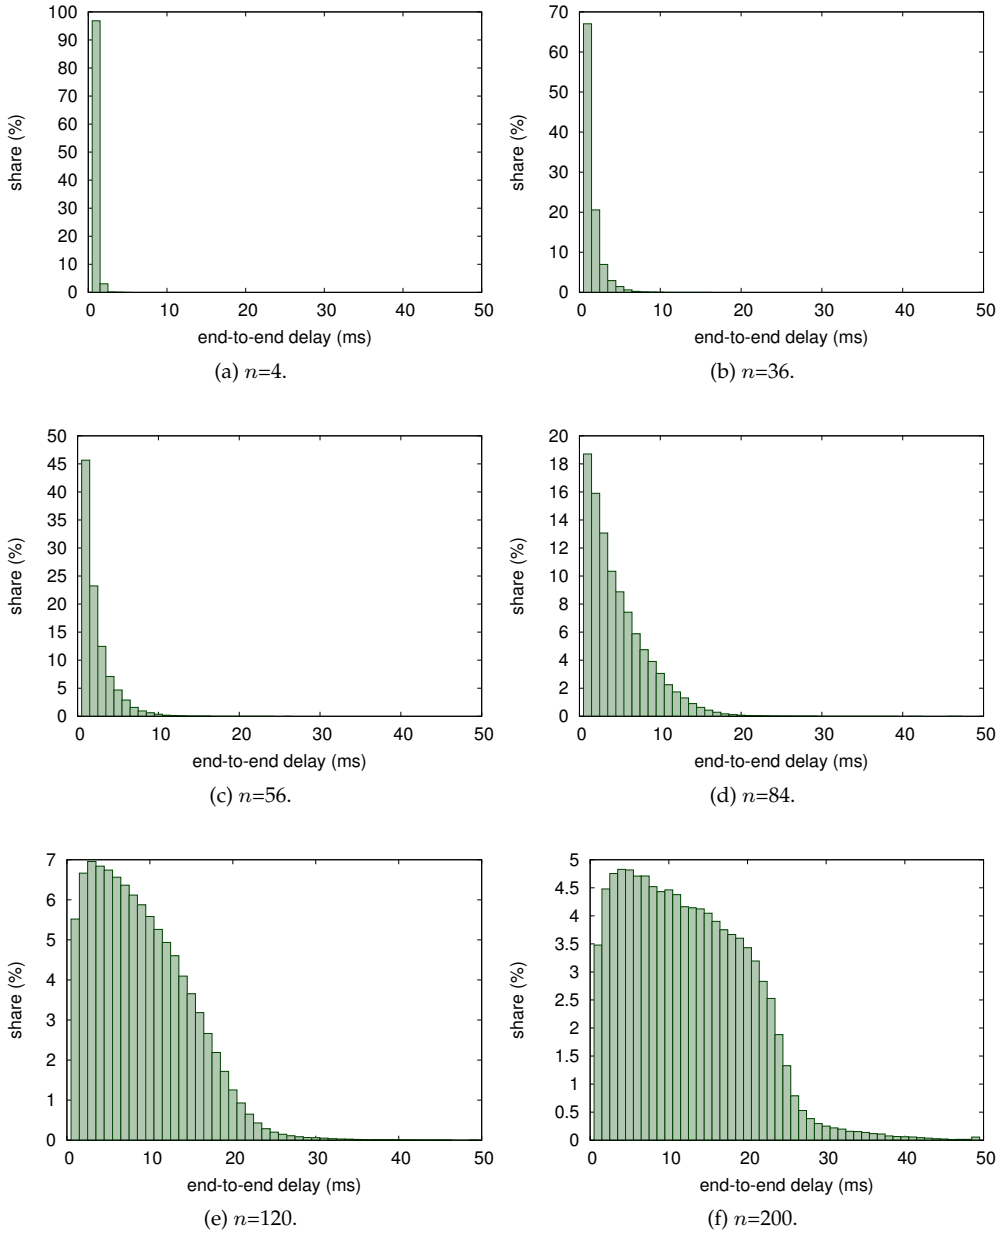 100
90
80
70
60
50
40
30
20
10
0
share (%)
0 10 20 30 40 50
end-to-end delay (ms)
(a) n=4.
70
60
50
40
30
20
10
0
share (%)
0 10 20 30 40 50
end-to-end delay (ms)
(b) n=36.
50
45
40
35
30
25
20
15
10
5
0
share (%)
0 10 20 30 40 50
end-to-end delay (ms)
(c) n=56.
20
18
16
14
12
10
8
6
4
2
0
share (%)
0 10 20 30 40 50
end-to-end delay (ms)
(d) n=84.
7
6
5
4
3
2
1
0
share (%)
0 10 20 30 40 50
end-to-end delay (ms)
(e) n=120.
5
4.5
4
3.5
3
2.5
2
1.5
1
0.5
0
share (%)
0 10 20 30 40 50
end-to-end delay (ms)
(f) n=200.